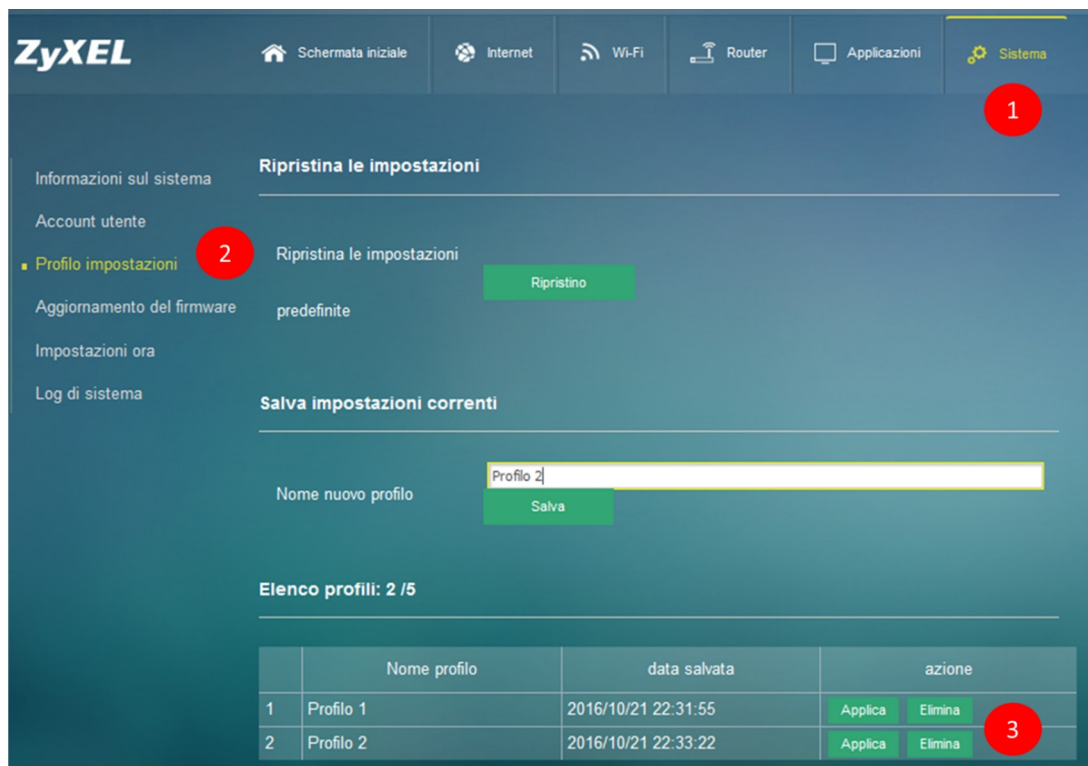 ZyXEL
Schermata iniziale
Internet
Wi-Fi
Router
Applicazioni
Sistema
1
Informazioni sul sistema
Account utente
Profilo impostazioni
2
Aggiornamento del firmware
Impostazioni ora
Log di sistema
Ripristina le impostazioni
Ripristina le impostazioni
predefinite
Ripristino
Salva impostazioni correnti
Nome nuovo profilo
Profilo 2
Salva
Elenco profili: 2 /5
Nome profilo data salvata azione
1 Profilo 1 2016/10/21 22:31:55 Applica Elimina
2 Profilo 2 2016/10/21 22:33:22 Applica Elimina
3